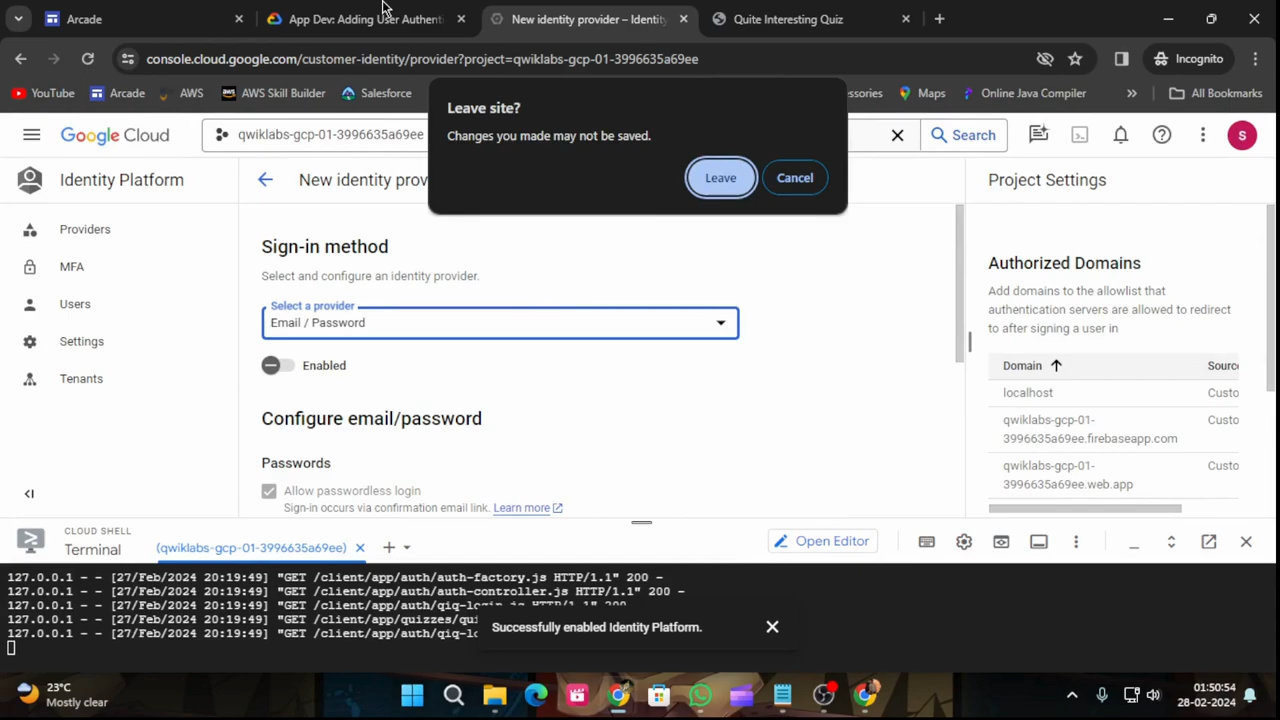 Arcade
App Dev: Adding User Authenti
New identity provider – Identity
Quite Interesting Quiz
console.cloud.google.com/customer-identity/provider?project=qwiklabs-gcp-01-3996635a69ee
Incognito
YouTube
Arcade
AWS
AWS Skill Builder
Salesforce
essories
Maps
Online Java Compiler
All Bookmarks
Leave site?
Changes you made may not be saved.
Leave
Cancel
Google Cloud
qwiklabs-gcp-01-3996635a69ee
Search
S
Identity Platform
Providers
MFA
Users
Settings
Tenants
New identity prov
Sign-in method
Select and configure an identity provider.
Select a provider
Email / Password
Enabled
Configure email/password
Passwords
Allow passwordless login
Sign-in occurs via confirmation email link. Learn more
Project Settings
Authorized Domains
Add domains to the allowlist that
authentication servers are allowed to redirect
to after signing a user in
Domain Source
localhost Custo
qwiklabs-gcp-01- Custo
3996635a69ee.firebaseapp.com
qwiklabs-gcp-01- Custo
3996635a69ee.web.app
CLOUD SHELL
Terminal
(qwiklabs-gcp-01-3996635a69ee)
Open Editor
127.0.0.1 - - [27/Feb/2024 20:19:49] "GET /client/app/auth/auth-factory.js HTTP/1.1" 200 -
127.0.0.1 - - [27/Feb/2024 20:19:49] "GET /client/app/auth/auth-controller.js HTTP/1.1" 200 -
127.0.0.1 - - [27/Feb/2024 20:19:49] "GET /client/app/auth/qiq-login.js HTTP/1.1" 200 -
127.0.0.1 - - [27/Feb/2024 20:19:49] "GET /client/app/quizzes/qui
127.0.0.1 - - [27/Feb/2024 20:19:49] "GET /client/app/auth/qiq-lo
Successfully enabled Identity Platform.
23°C
Mostly clear
01:50:54
28-02-2024